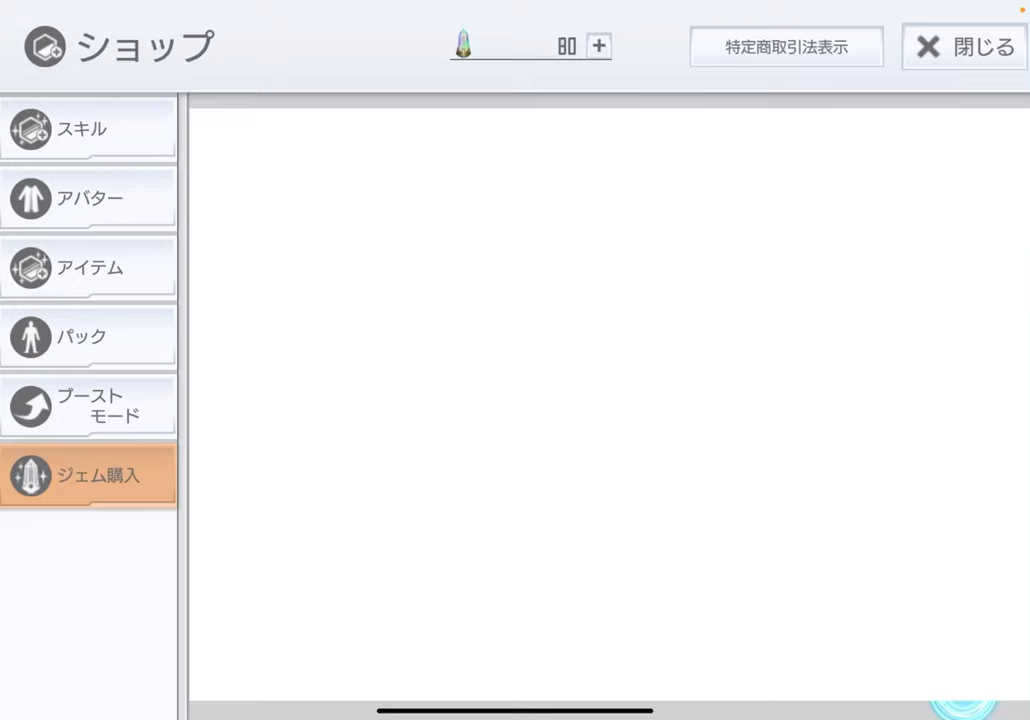 ショップ
80
特定商取引法表示
閉じる
スキル
アバター
アイテム
パック
ブースト
モード
ジェム購入